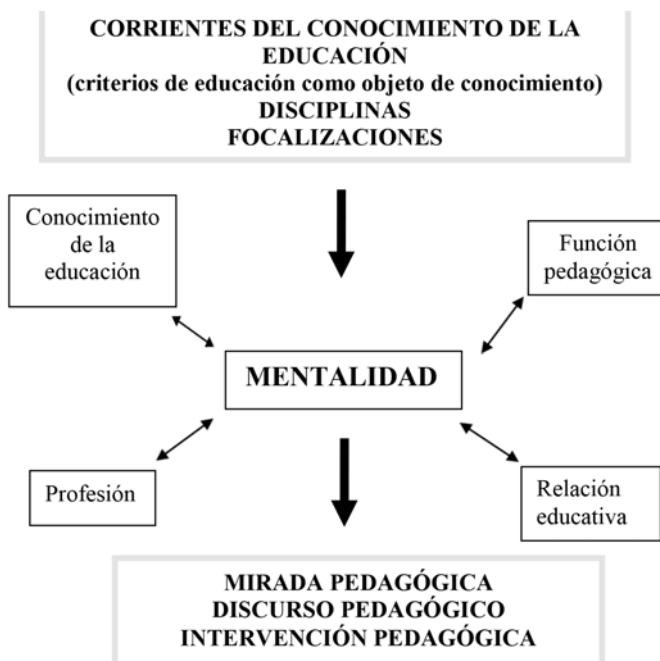 CORRIENTES DEL CONOCIMIENTO DE LA
EDUCACIÓN
(criterios de educación como objeto de conocimiento)
DISCIPLINAS
FOCALIZACIONES
Conocimiento
de la
educación
Función
pedagógica
MENTALIDAD
Profesión
Relación
educativa
MIRADA PEDAGÓGICA
DISCURSO PEDAGÓGICO
INTERVENCIÓN PEDAGÓGICA